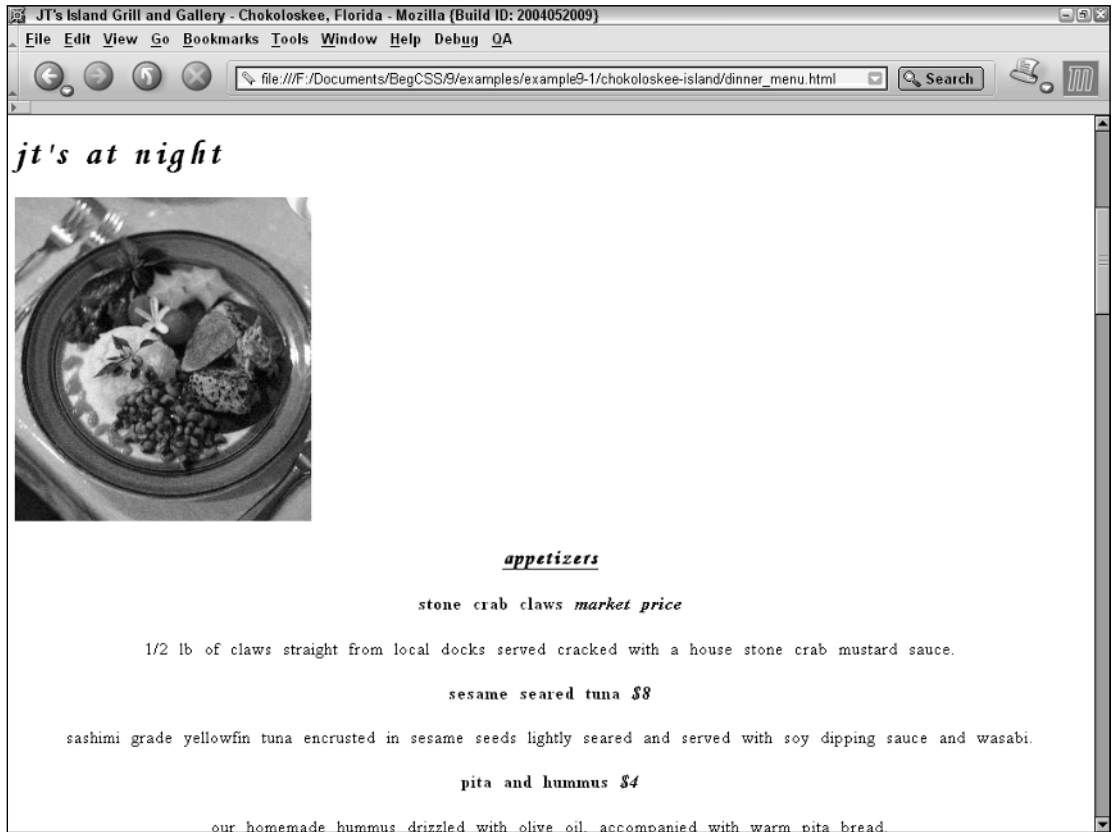 JT's Island Grill and Gallery - Chokoloskee, Florida - Mozilla {Build ID: 2004052009}
File Edit View Go Bookmarks Tools Window Help Debug QA
file:///F:/Documents/BegCSS/9/examples/example9-1/chokoloskee-island/dinner_menu.html Search
jt's at night
appetizers
stone crab claws market price
1/2 lb of claws straight from local docks served cracked with a house stone crab mustard sauce.
sesame seared tuna $8
sashimi grade yellowfin tuna encrusted in sesame seeds lightly seared and served with soy dipping sauce and wasabi.
pita and hummus $4
our homemade hummus drizzled with olive oil, accompanied with warm pita bread.